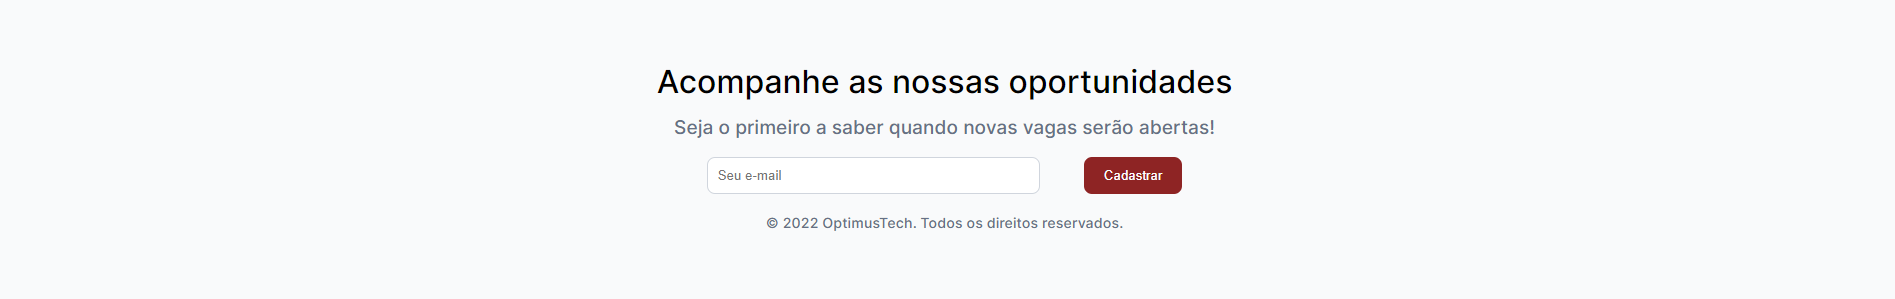 Acompanhe as nossas oportunidades
Seja o primeiro a saber quando novas vagas serão abertas!
Seu e-mail
Cadastrar
© 2022 OptimusTech. Todos os direitos reservados.